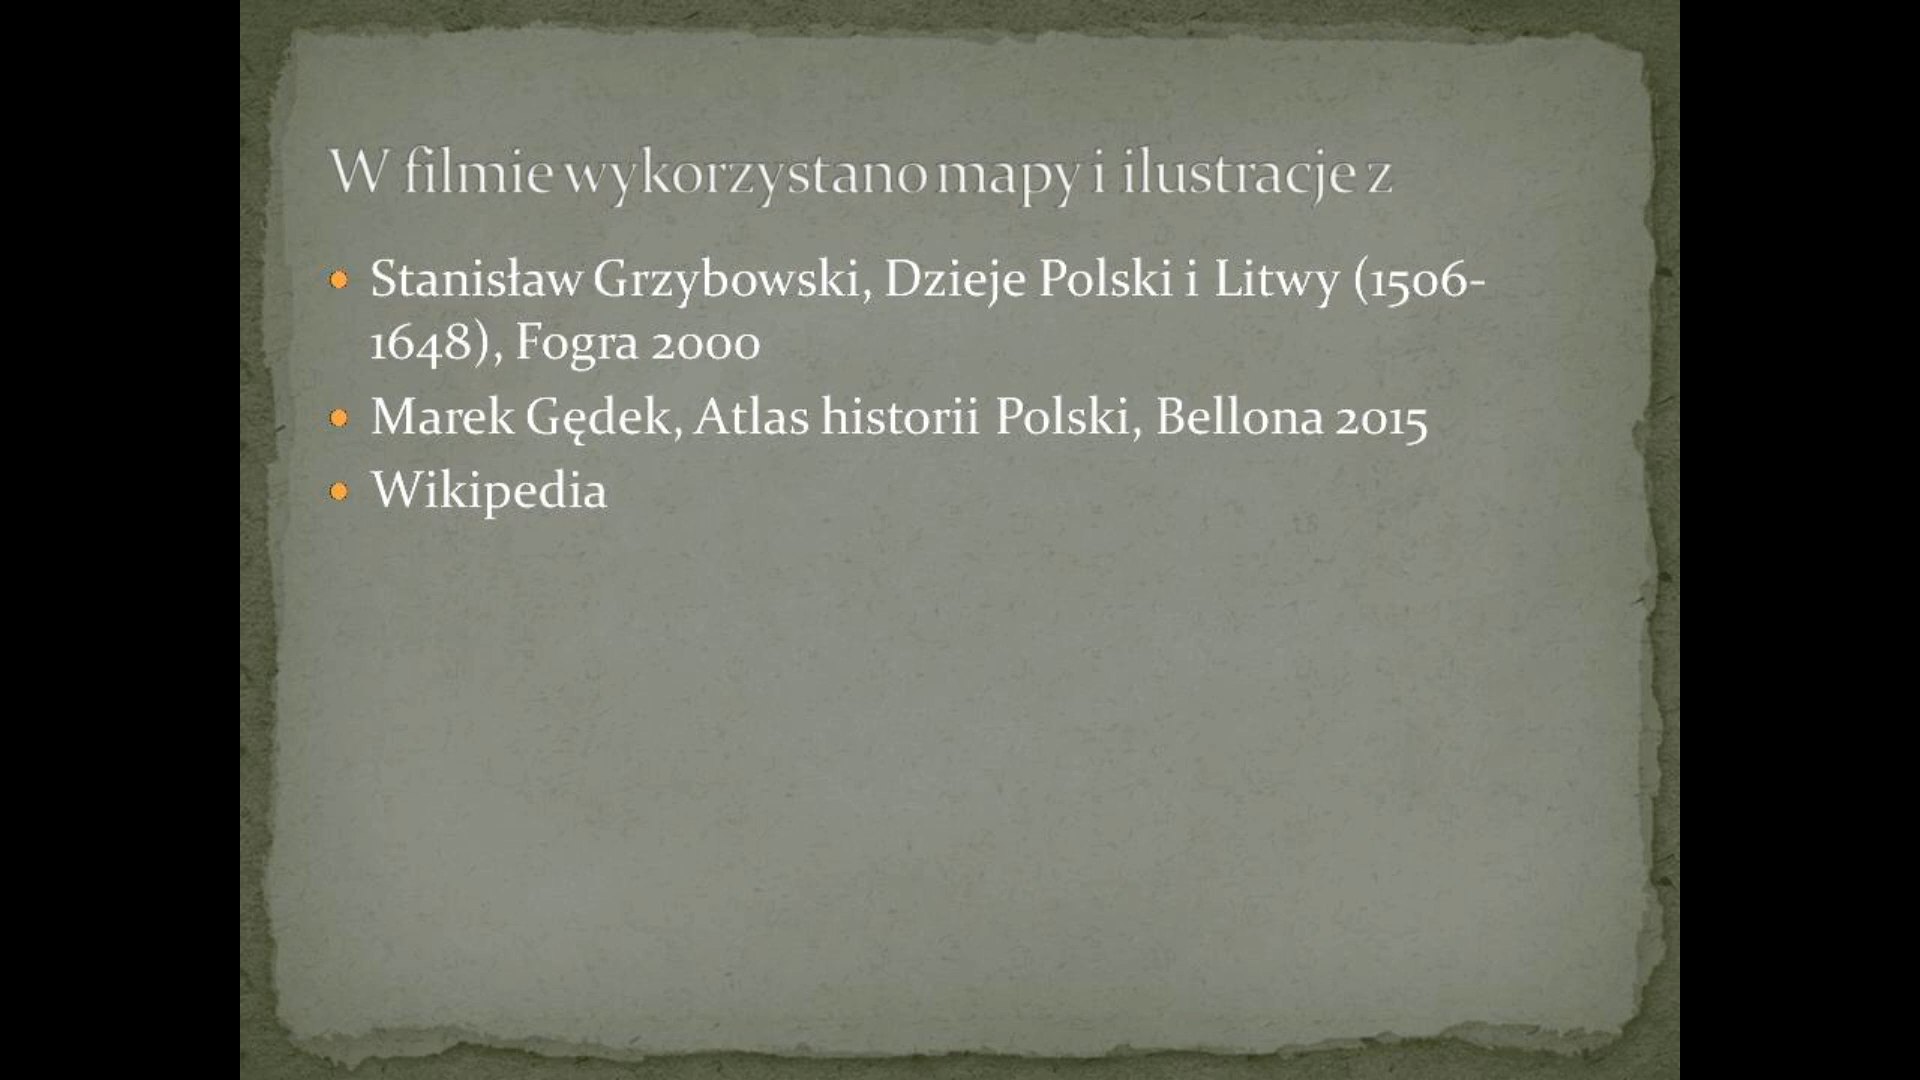 W filmie wykorzystano mapy i ilustracje z
• Stanisław Grzybowski, Dzieje Polski i Litwy (1506-
1648), Fogra 2000
• Marek Gędek, Atlas historii Polski, Bellona 2015
• Wikipedia